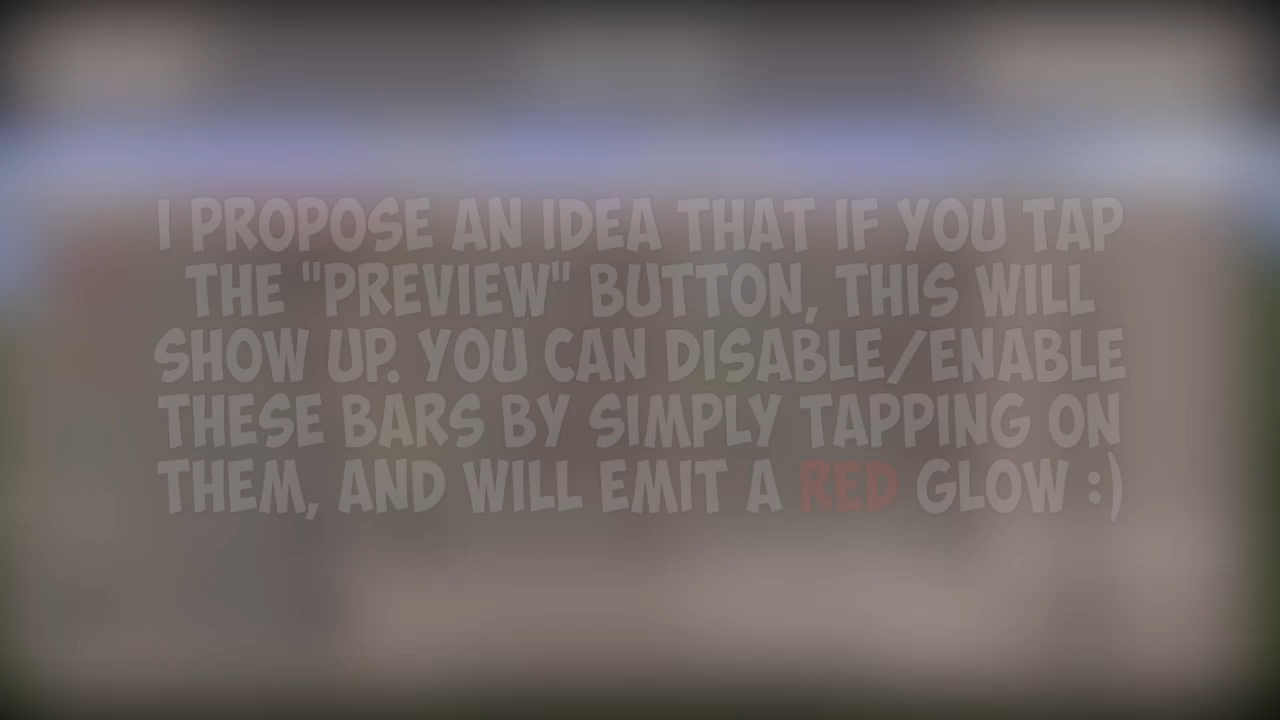 I PROPOSE AN IDEA THAT IF YOU TAP
THE "PREVIEW" BUTTON, THIS WILL
SHOW UP. YOU CAN DISABLE/ENABLE
THESE BARS BY SIMPLY TAPPING ON
THEM, AND WILL EMIT A RED GLOW :)